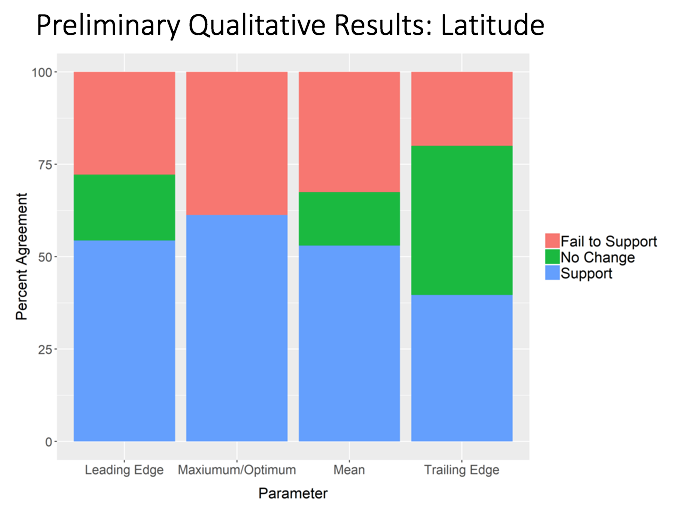 Preliminary Qualitative Results: Latitude
100
75
50
25
0
Percent Agreement
Leading Edge
Maxiumum/Optimum
Mean
Trailing Edge
Parameter
Fail to Support
No Change
Support